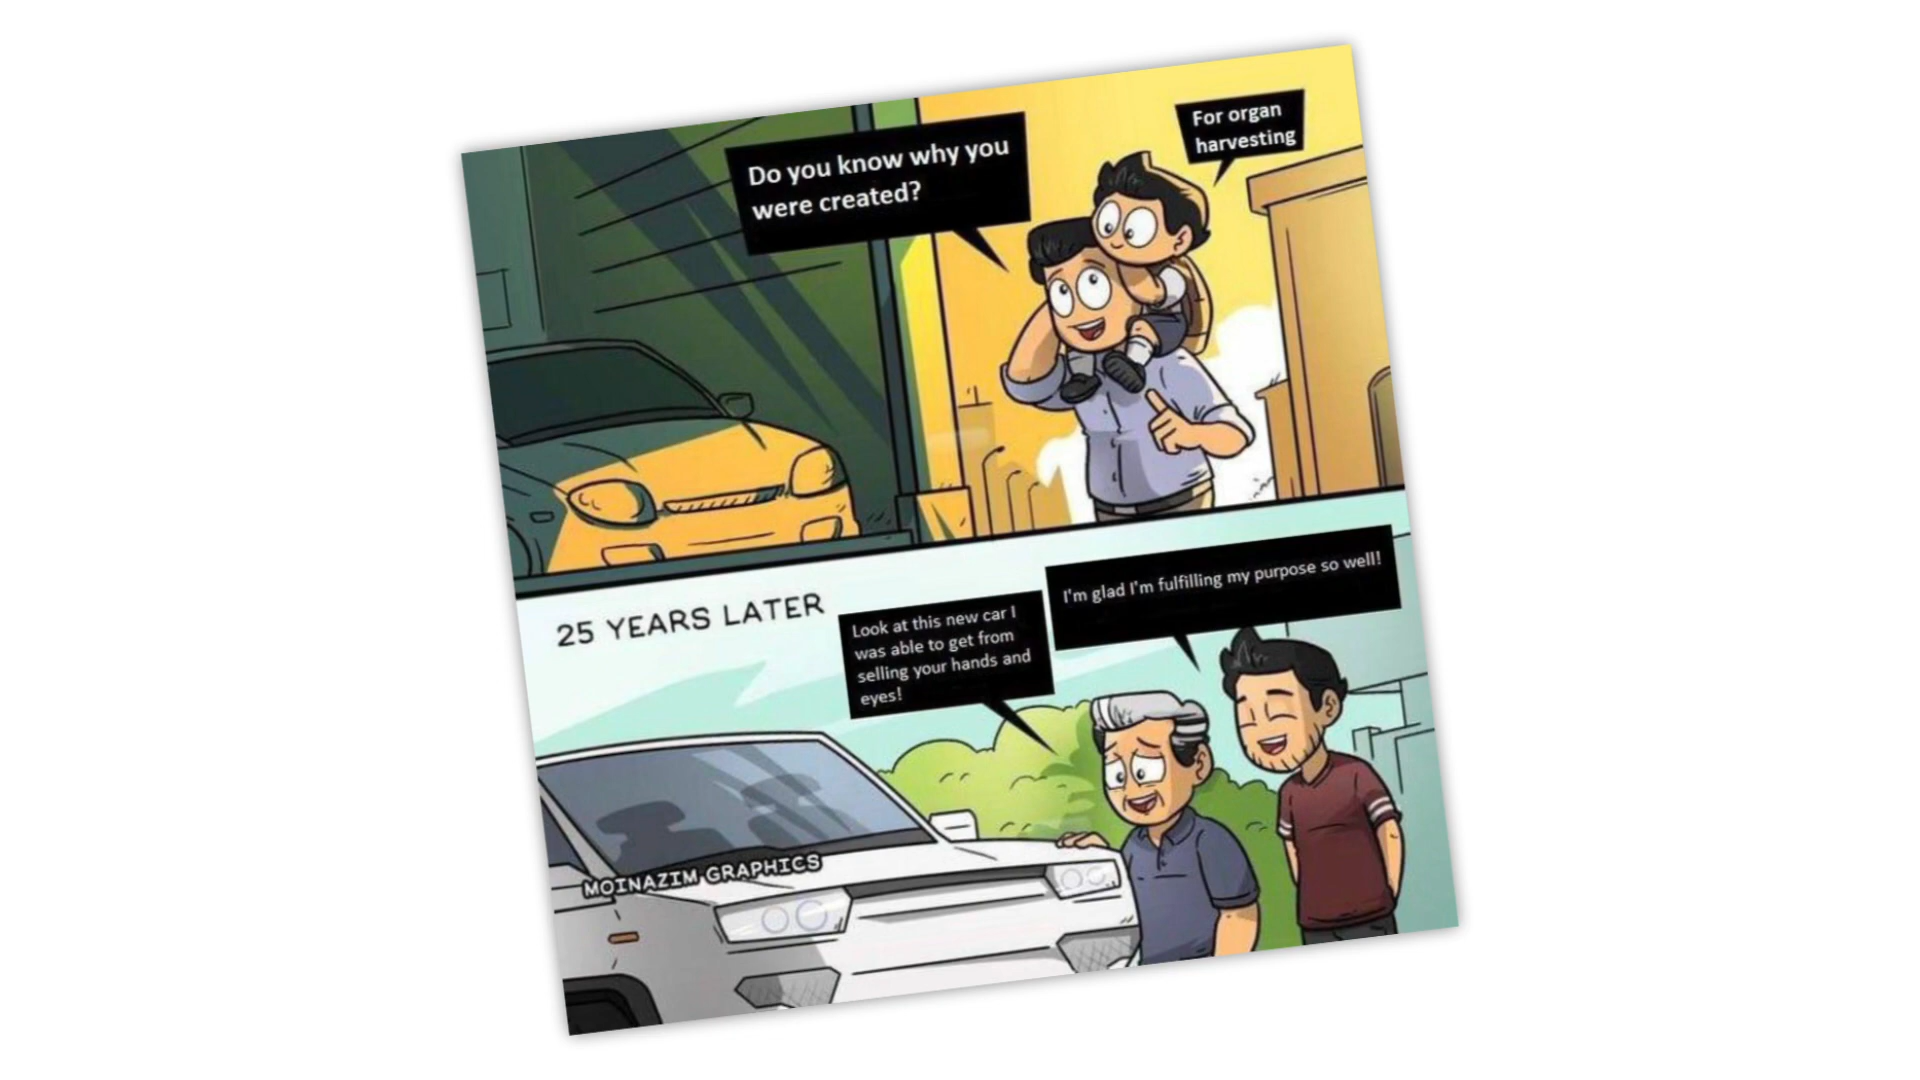 Do you know why you
were created?
For organ
harvesting
25 YEARS LATER
Look at this new car I
was able to get from
selling your hands and
eyes!
I'm glad I'm fulfilling my purpose so well!
MOINAZIM GRAPHICS